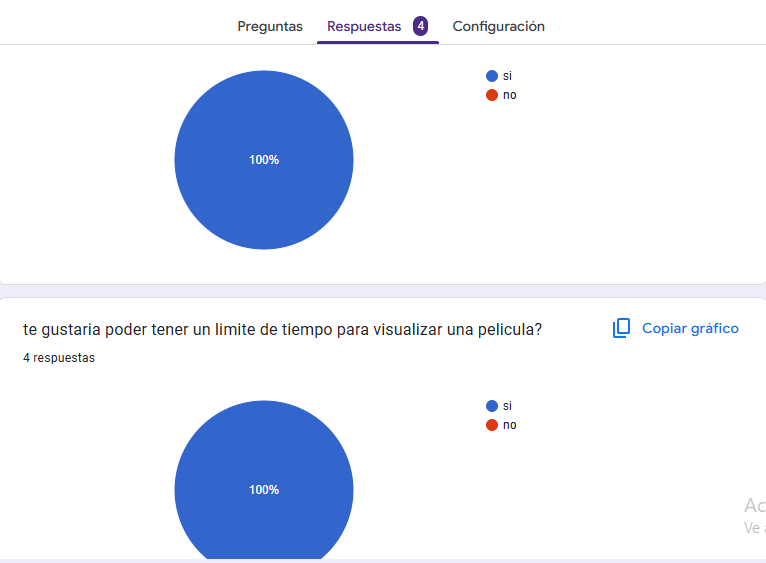 Preguntas Respuestas 4 Configuración
si
no
100%
te gustaria poder tener un limite de tiempo para visualizar una pelicula?
Copiar gráfico
4 respuestas
si
no
100%
Ve